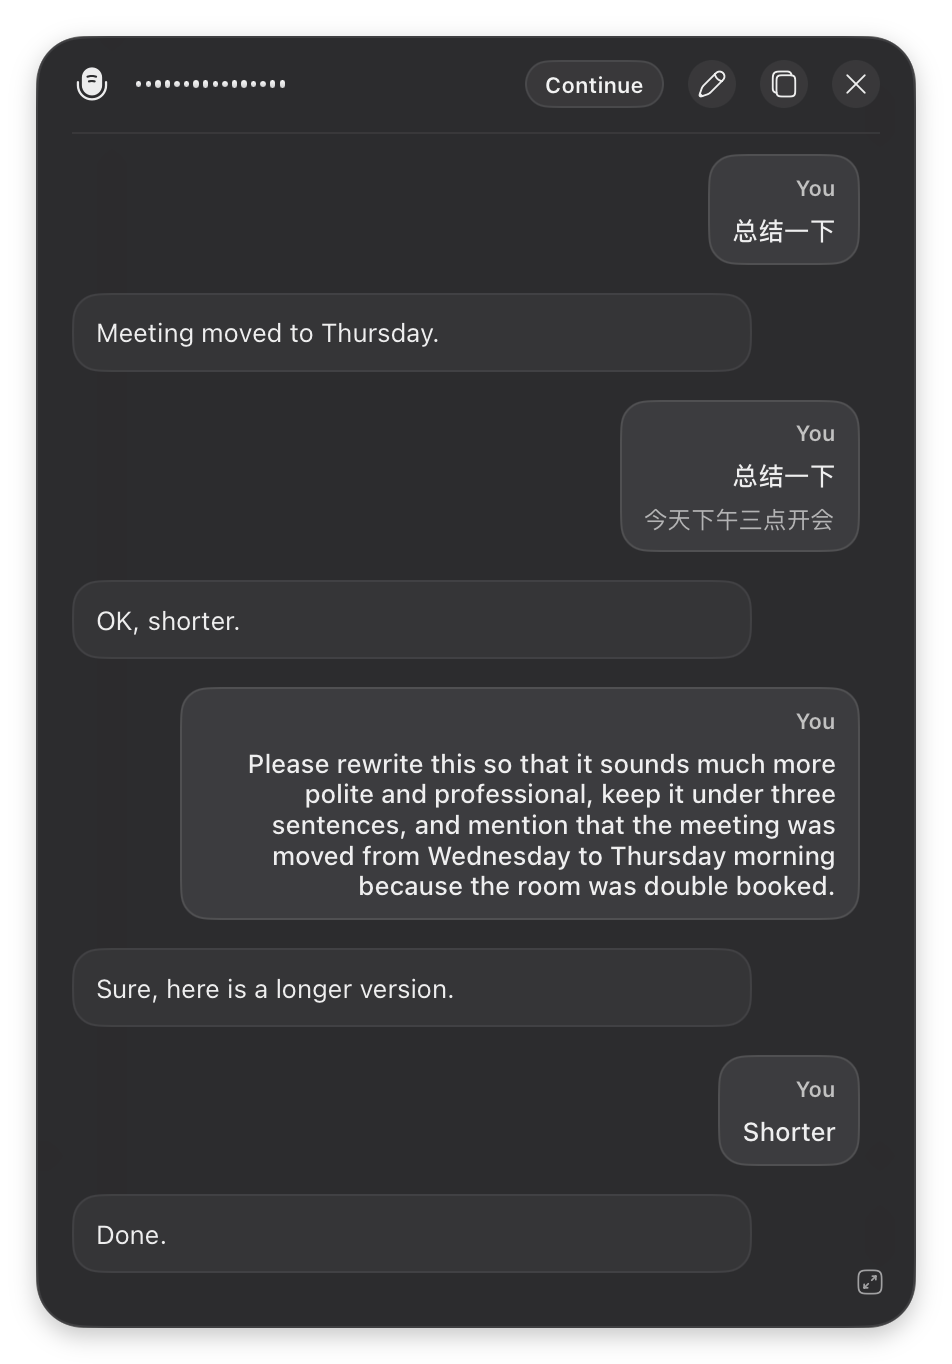 Continue
You
总结一下
Meeting moved to Thursday.
You
总结一下
今天下午三点开会
OK, shorter.
You
Please rewrite this so that it sounds much more
polite and professional, keep it under three
sentences, and mention that the meeting was
moved from Wednesday to Thursday morning
because the room was double booked.
Sure, here is a longer version.
You
Shorter
Done.